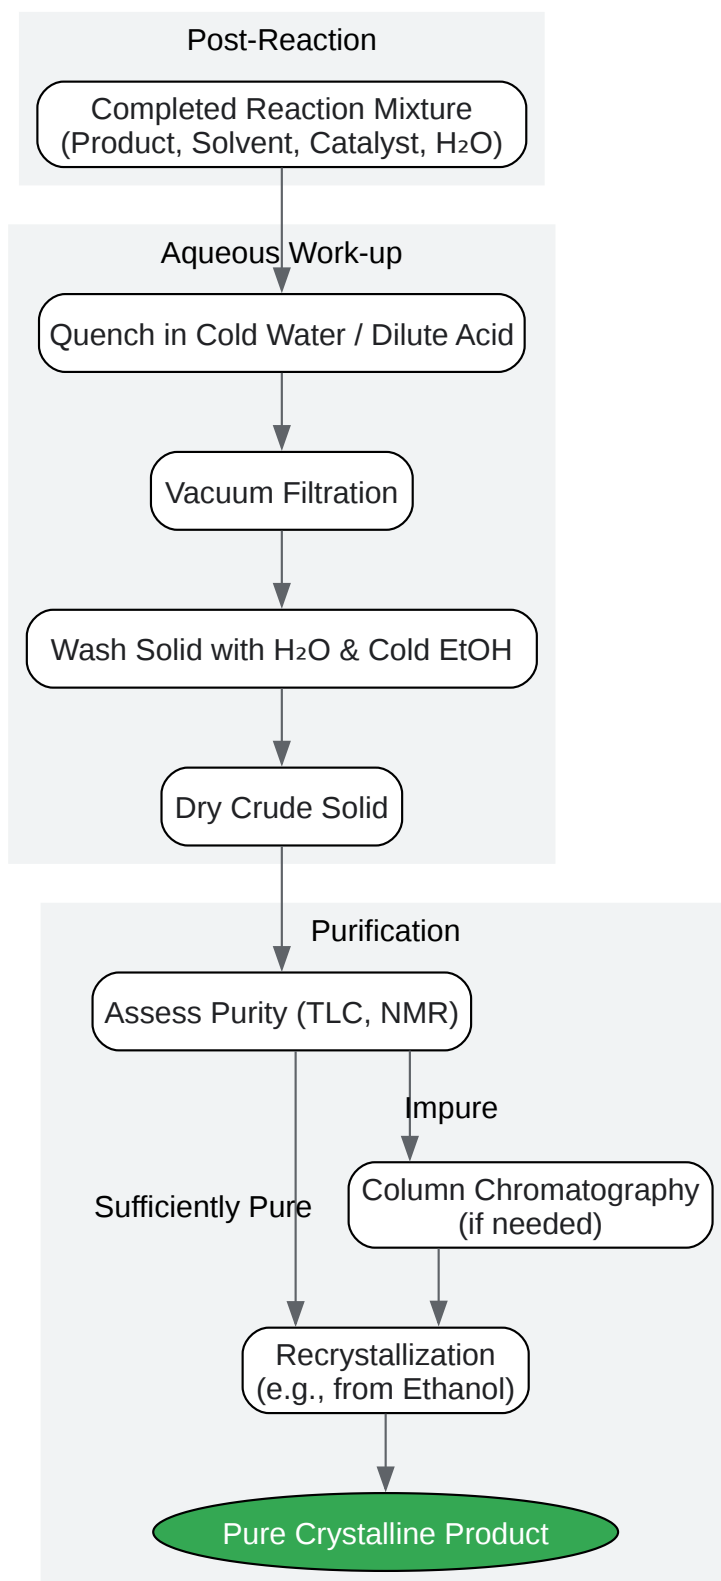 Post-Reaction
Completed Reaction Mixture
(Product, Solvent, Catalyst, H₂O)
Aqueous Work-up
Quench in Cold Water / Dilute Acid
Vacuum Filtration
Wash Solid with H₂O & Cold EtOH
Dry Crude Solid
Purification
Assess Purity (TLC, NMR)
Impure
Column Chromatography
(if needed)
Sufficiently Pure
Recrystallization
(e.g., from Ethanol)
Pure Crystalline Product